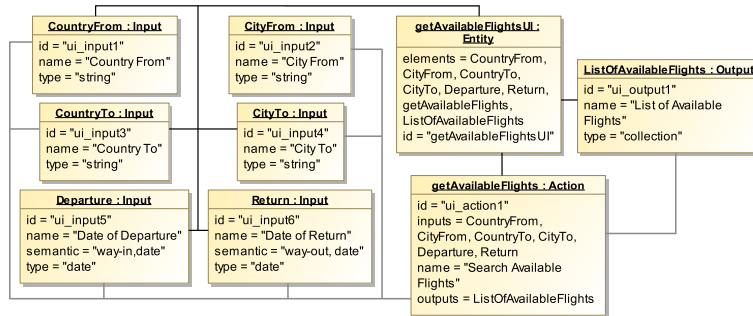 CountryFrom : Input
id = "ui_input1"
name = "Country From"
type = "string"
CityFrom : Input
id = "ui_input2"
name = "City From"
type = "string"
getAvailableFlightsUI :
Entity
elements = CountryFrom,
CityFrom, CountryTo,
CityTo, Departure, Return,
getAvailableFlights,
ListOfAvailableFlights
id = "getAvailableFlightsUI"
ListOfAvailableFlights : Output
id = "ui_output1"
name = "List of Available
Flights"
type = "collection"
CountryTo : Input
id = "ui_input3"
name = "Country To"
type = "string"
CityTo : Input
id = "ui_input4"
name = "City To"
type = "string"
Departure : Input
id = "ui_input5"
name = "Date of Departure"
semantic = "way-in,date"
type = "date"
Return : Input
id = "ui_input6"
name = "Date of Return"
semantic = "way-out, date"
type = "date"
getAvailableFlights : Action
id = "ui_action1"
inputs = CountryFrom,
CityFrom, CountryTo, CityTo,
Departure, Return
name = "Search Available
Flights"
outputs = ListOfAvailableFlights